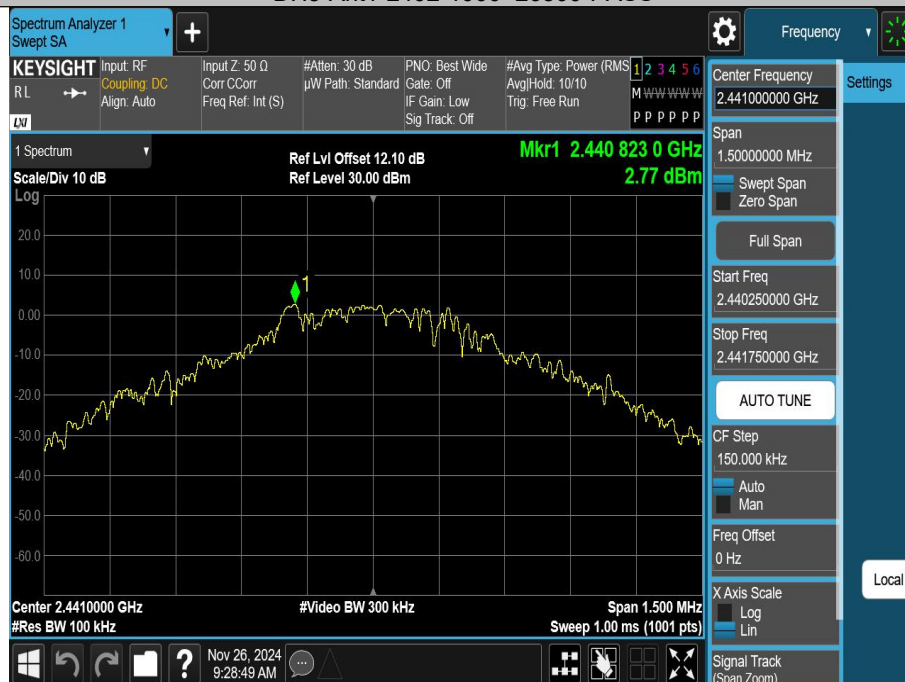 Spectrum Analyzer 1
Swept SA
+
Frequency
KEYSIGHT
RL
LXI
Input: RF
Coupling: DC
Align: Auto
Input Z: 50 Ω
Corr CCorr
Freq Ref: Int (S)
#Atten: 30 dB
µW Path: Standard
PNO: Best Wide
Gate: Off
IF Gain: Low
Sig Track: Off
#Avg Type: Power (RMS
Avg|Hold: 10/10
Trig: Free Run
1 2 3 4 5 6
M W W W W W
P P P P P P
Center Frequency
2.441000000 GHz
Settings
1 Spectrum
Scale/Div 10 dB
Log
Ref Lvl Offset 12.10 dB
Ref Level 30.00 dBm
Mkr1 2.440 823 0 GHz
2.77 dBm
20.0
10.0
0.00
-10.0
-20.0
-30.0
-40.0
-50.0
-60.0
1
Center 2.4410000 GHz
#Res BW 100 kHz
#Video BW 300 kHz
Span 1.500 MHz
Sweep 1.00 ms (1001 pts)
Span
1.50000000 MHz
Swept Span
Zero Span
Full Span
Start Freq
2.440250000 GHz
Stop Freq
2.441750000 GHz
AUTO TUNE
CF Step
150.000 kHz
Auto
Man
Freq Offset
0 Hz
Local
X Axis Scale
Log
Lin
Signal Track
(Span Zoom)
?
Nov 26, 2024
9:28:49 AM